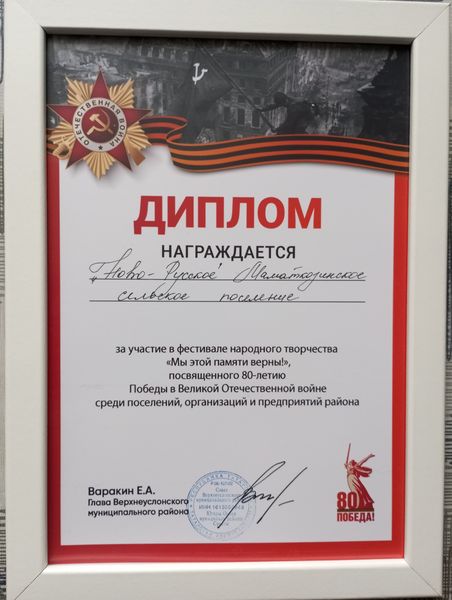 ОТЕЧЕСТВЕННАЯ ВОЙНА
ДИПЛОМ
НАГРАЖДАЕТСЯ
"Ново-Русское" Маматкозинское
сельское поселение
за участие в фестивале народного творчества
«Мы этой памяти верны!»,
посвященного 80-летию
Победы в Великой Отечественной войне
среди поселений, организаций и предприятий района
Варакин Е.А.
Глава Верхнеуслонского
муниципального района
80
ПОБЕДА!